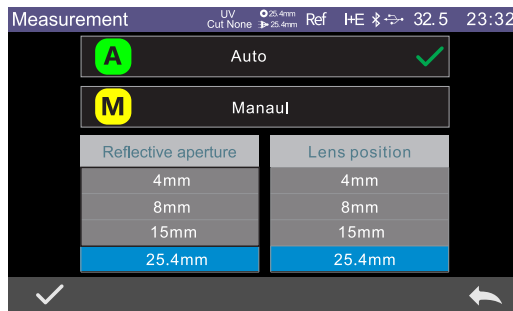 Measurement UV Cut None 25.4mm 25.4mm Ref I+E 32.5 23:32
A Auto
M Manaul
Reflective aperture Lens position
4mm 4mm
8mm 8mm
15mm 15mm
25.4mm 25.4mm